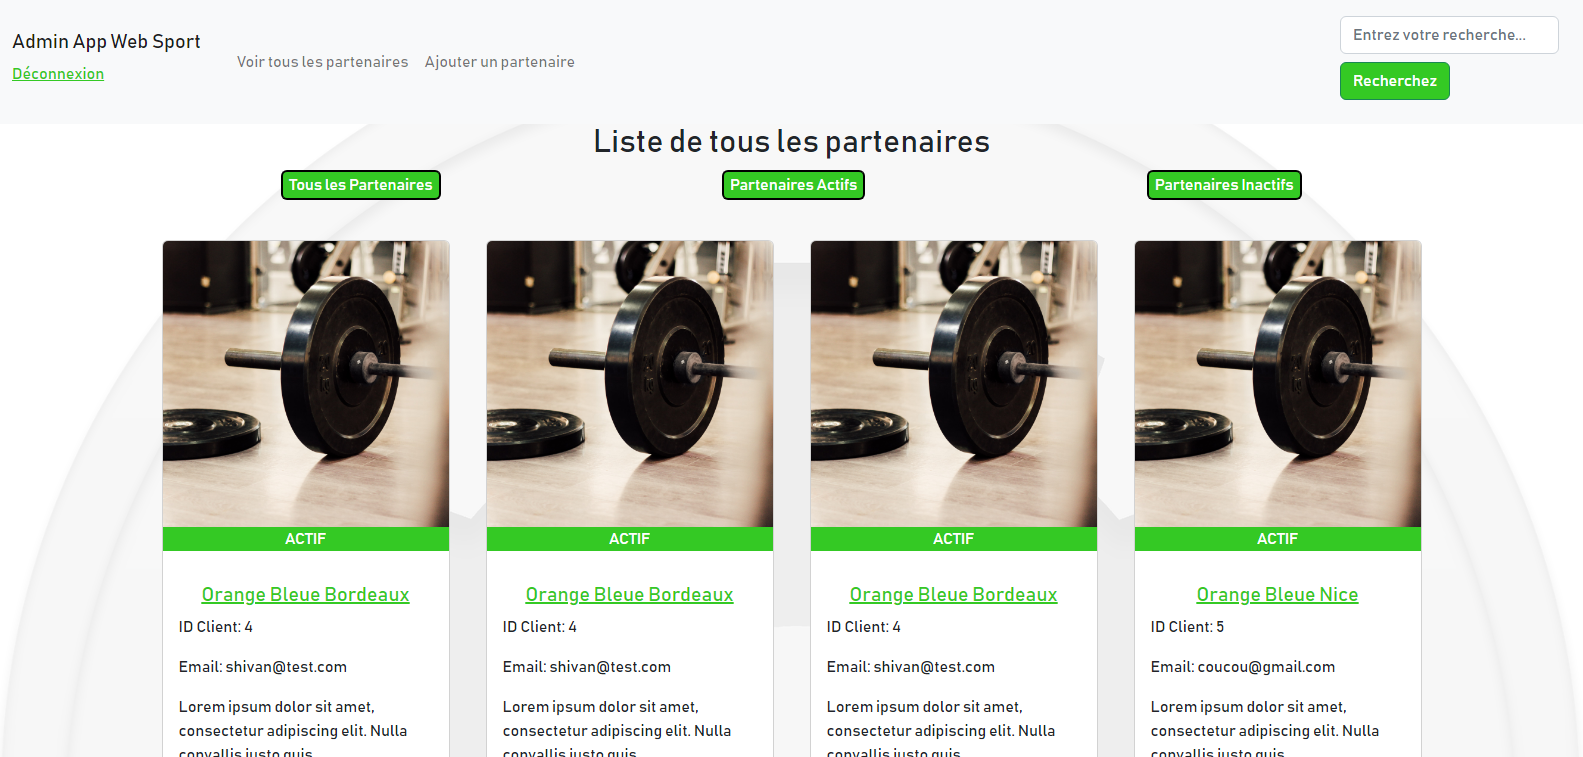 Admin App Web Sport
Déconnexion
Voir tous les partenaires
Ajouter un partenaire
Entrez votre recherche...
Recherchez
Liste de tous les partenaires
Tous les Partenaires
Partenaires Actifs
Partenaires Inactifs
ACTIF
Orange Bleue Bordeaux
ID Client: 4
Email: shivan@test.com
Lorem ipsum dolor sit amet,
consectetur adipiscing elit. Nulla
convallis justo quis
ACTIF
Orange Bleue Bordeaux
ID Client: 4
Email: shivan@test.com
Lorem ipsum dolor sit amet,
consectetur adipiscing elit. Nulla
convallis justo quis
ACTIF
Orange Bleue Bordeaux
ID Client: 4
Email: shivan@test.com
Lorem ipsum dolor sit amet,
consectetur adipiscing elit. Nulla
convallis justo quis
ACTIF
Orange Bleue Nice
ID Client: 5
Email: coucou@gmail.com
Lorem ipsum dolor sit amet,
consectetur adipiscing elit. Nulla
convallis justo quis